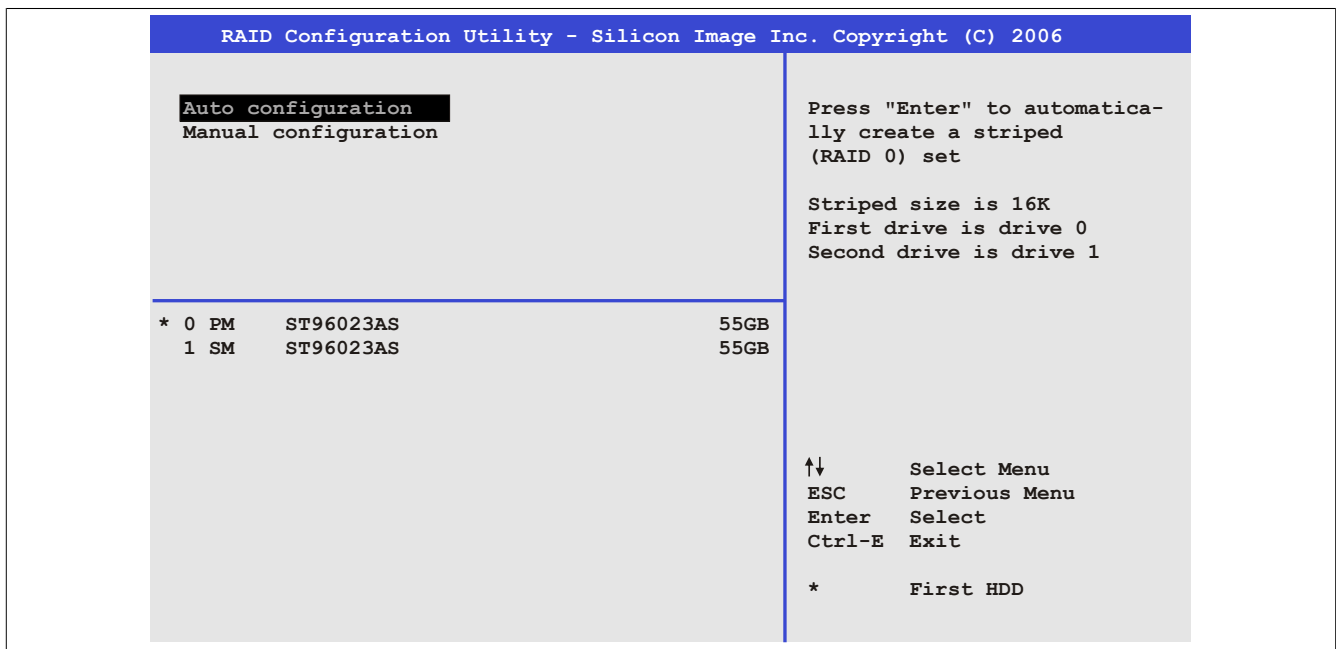 RAID Configuration Utility - Silicon Image Inc. Copyright (C) 2006
Auto configuration
Manual configuration
Press "Enter" to automatica-
lly create a striped
(RAID 0) set
Striped size is 16K
First drive is drive 0
Second drive is drive 1
* 0 PM ST96023AS 55GB
1 SM ST96023AS 55GB
↑↓ Select Menu
ESC Previous Menu
Enter Select
Ctrl-E Exit
* First HDD